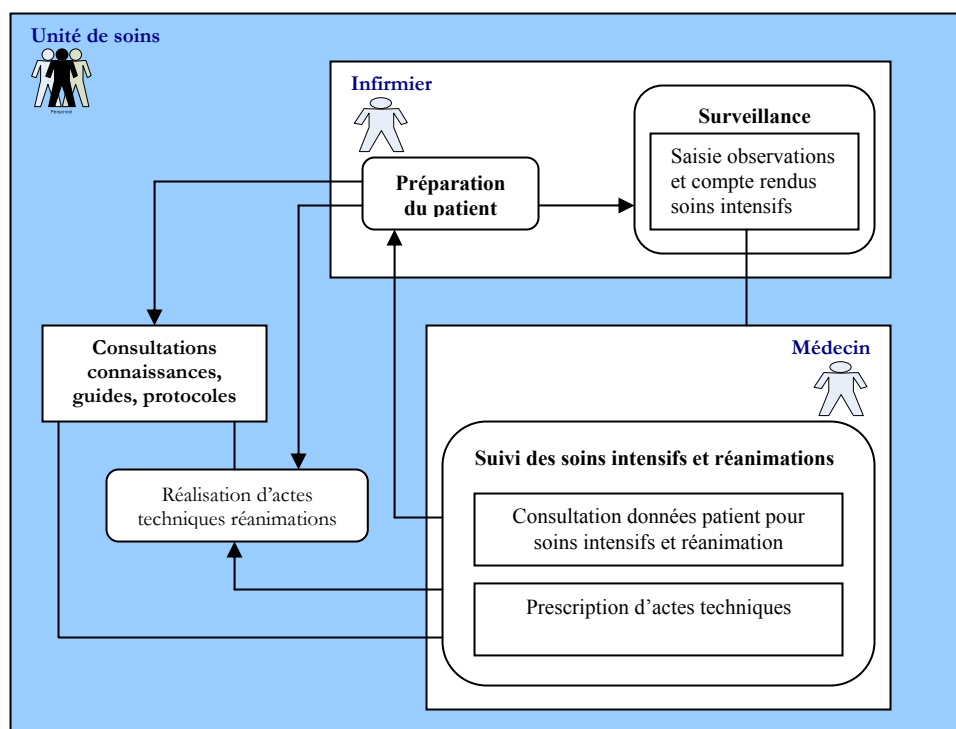 Unité de soins
Personnel
Infirmier
Préparation
du patient
Surveillance
Saisie observations
et compte rendus
soins intensifs
Consultations
connaissances,
guides, protocoles
Réalisation d'actes
techniques réanimations
Médecin
Suivi des soins intensifs et réanimations
Consultation données patient pour
soins intensifs et réanimation
Prescription d'actes techniques